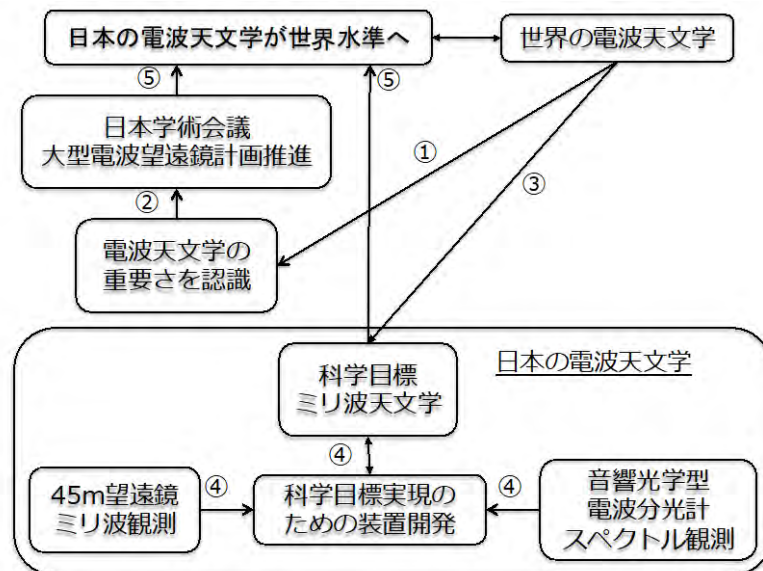 日本の電波天文学が世界水準へ
世界の電波天文学
⑤
⑤
日本学術会議
大型電波望遠鏡計画推進
①
③
②
電波天文学の
重要さを認識
日本の電波天文学
科学目標
ミリ波天文学
④
45m望遠鏡
ミリ波観測
④
科学目標実現の
ための装置開発
④
音響光学型
電波分光計
スペクトル観測